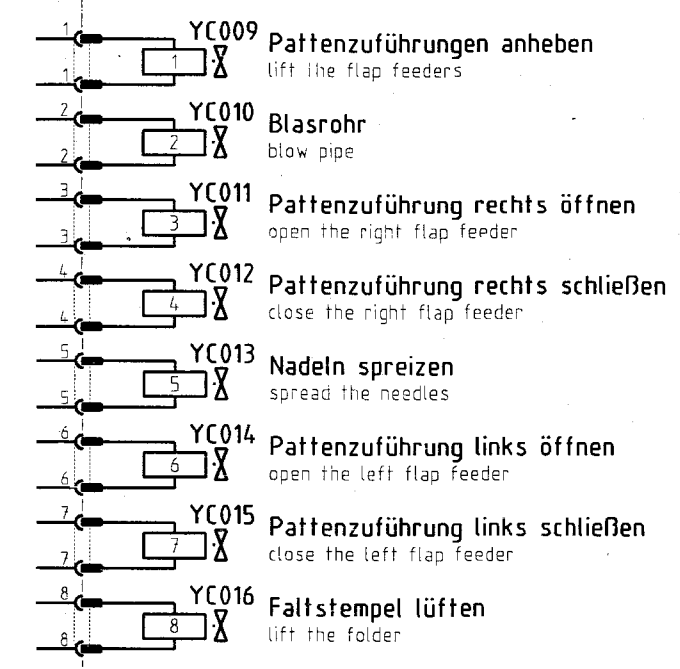 1 YC009 Pattenzuführungen anheben
1 1 lift the flap feeders
2 YC010 Blasrohr
2 2 blow pipe
3 YC011 Pattenzuführung rechts öffnen
3 3 open the right flap feeder
4 YC012 Pattenzuführung rechts schließen
4 4 close the right flap feeder
5 YC013 Nadeln spreizen
5 5 spread the needles
6 YC014 Pattenzuführung links öffnen
6 6 open the left flap feeder
7 YC015 Pattenzuführung links schließen
7 7 close the left flap feeder
8 YC016 Faltstempel lüften
8 8 lift the folder